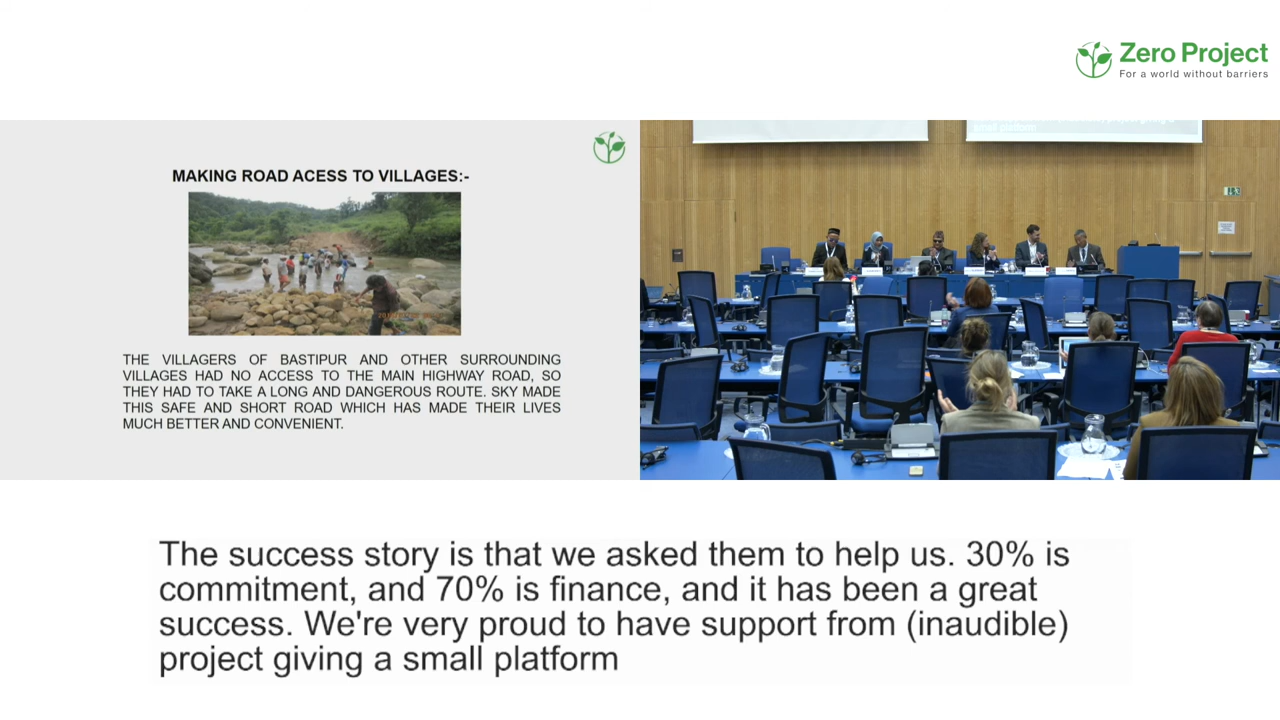 Zero Project
For a world without barriers
MAKING ROAD ACESS TO VILLAGES:-
THE VILLAGERS OF BASTIPUR AND OTHER SURROUNDING
VILLAGES HAD NO ACCESS TO THE MAIN HIGHWAY ROAD, SO
THEY HAD TO TAKE A LONG AND DANGEROUS ROUTE. SKY MADE
THIS SAFE AND SHORT ROAD WHICH HAS MADE THEIR LIVES
MUCH BETTER AND CONVENIENT.
The success story is that we asked them to help us. 30% is
commitment, and 70% is finance, and it has been a great
success. We're very proud to have support from (inaudible)
project giving a small platform